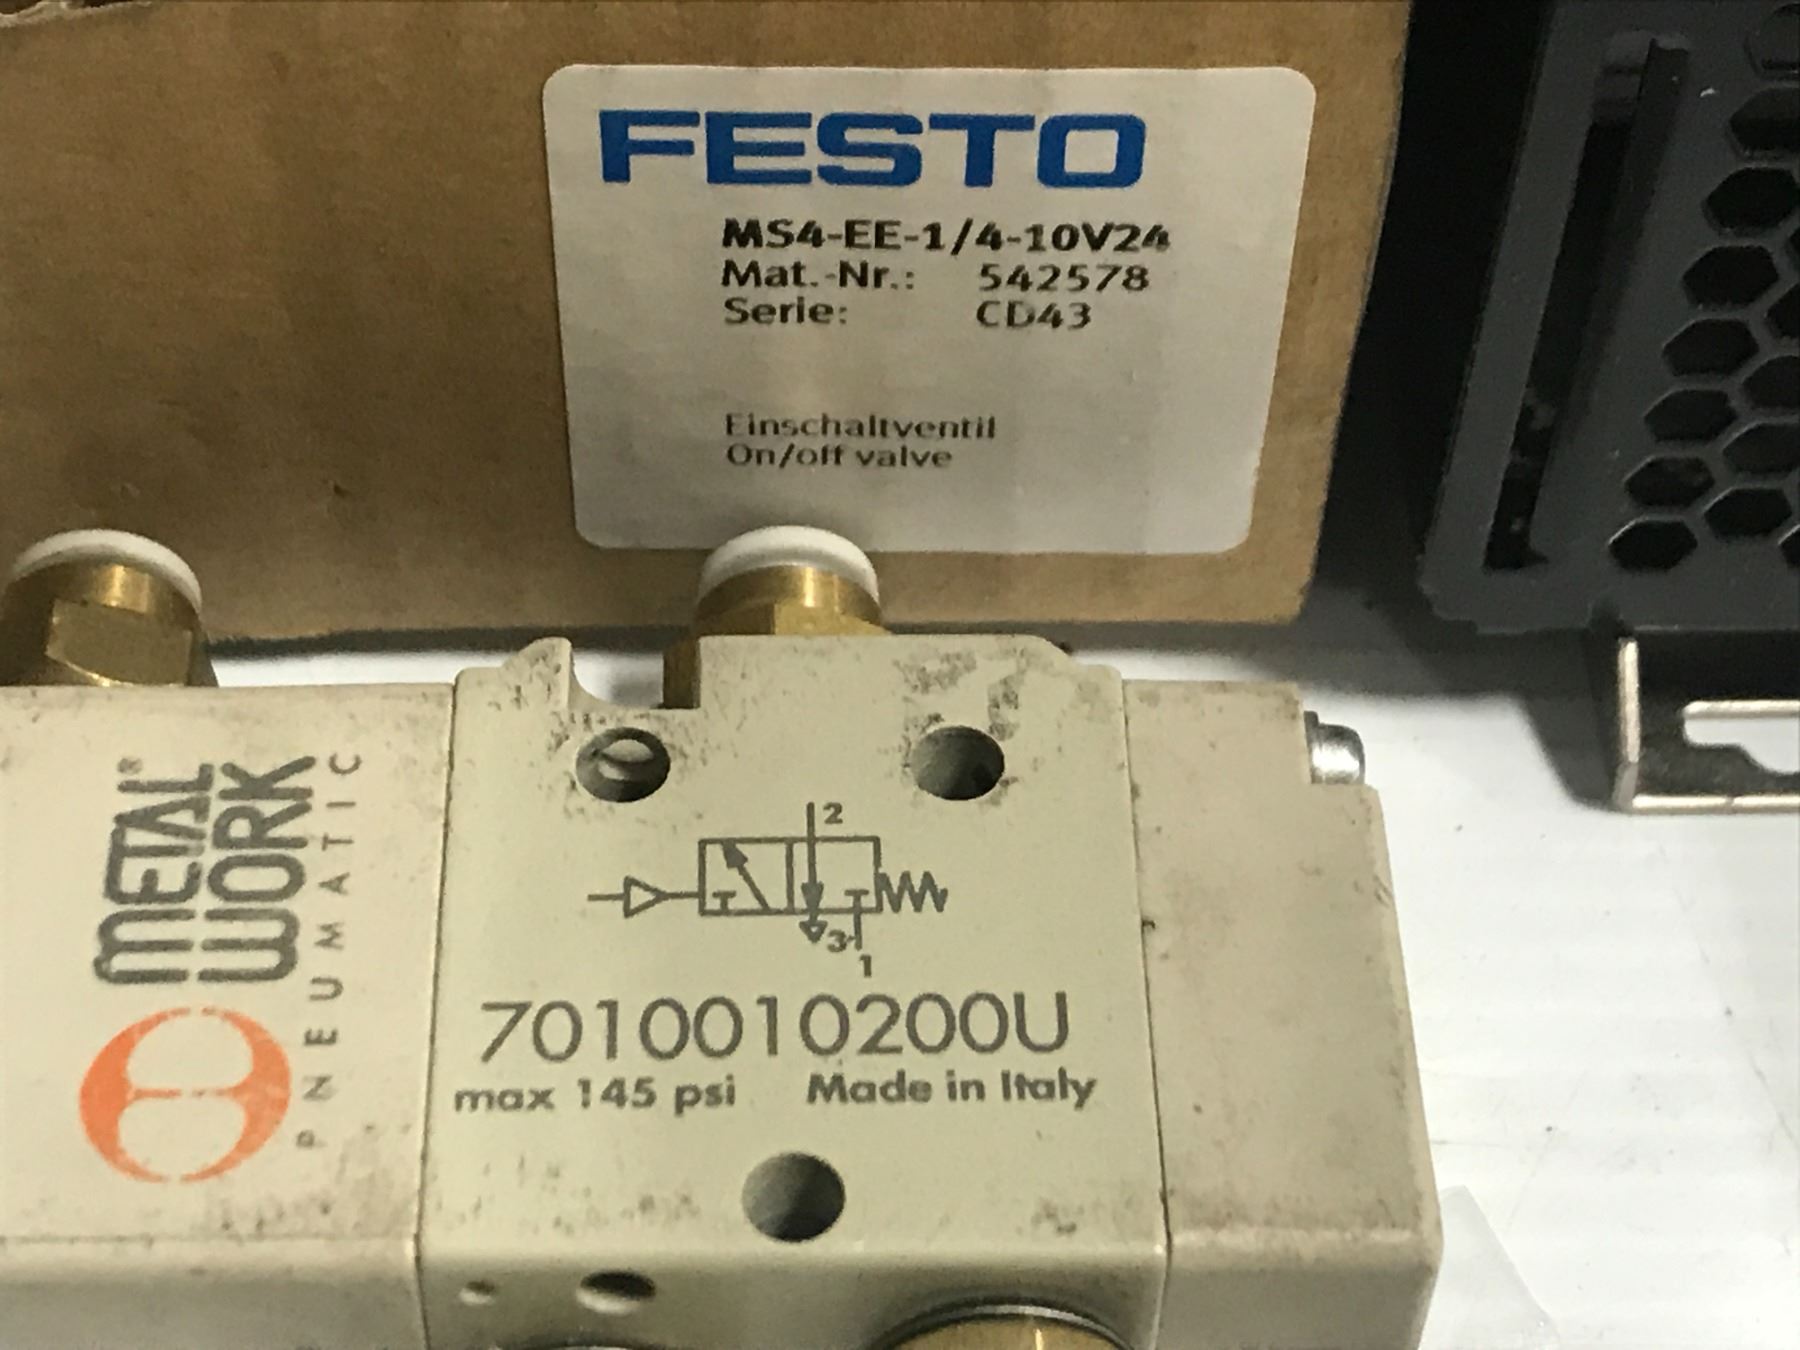 FESTO
MS4-EE-1/4-10V24
Mat.-Nr.: 542578
Serie: CD43
Einschaltventil
On/off valve
METAL®
WORK
PNEUMATIC
2
3
1
7010010200U
max 145 psi Made in Italy